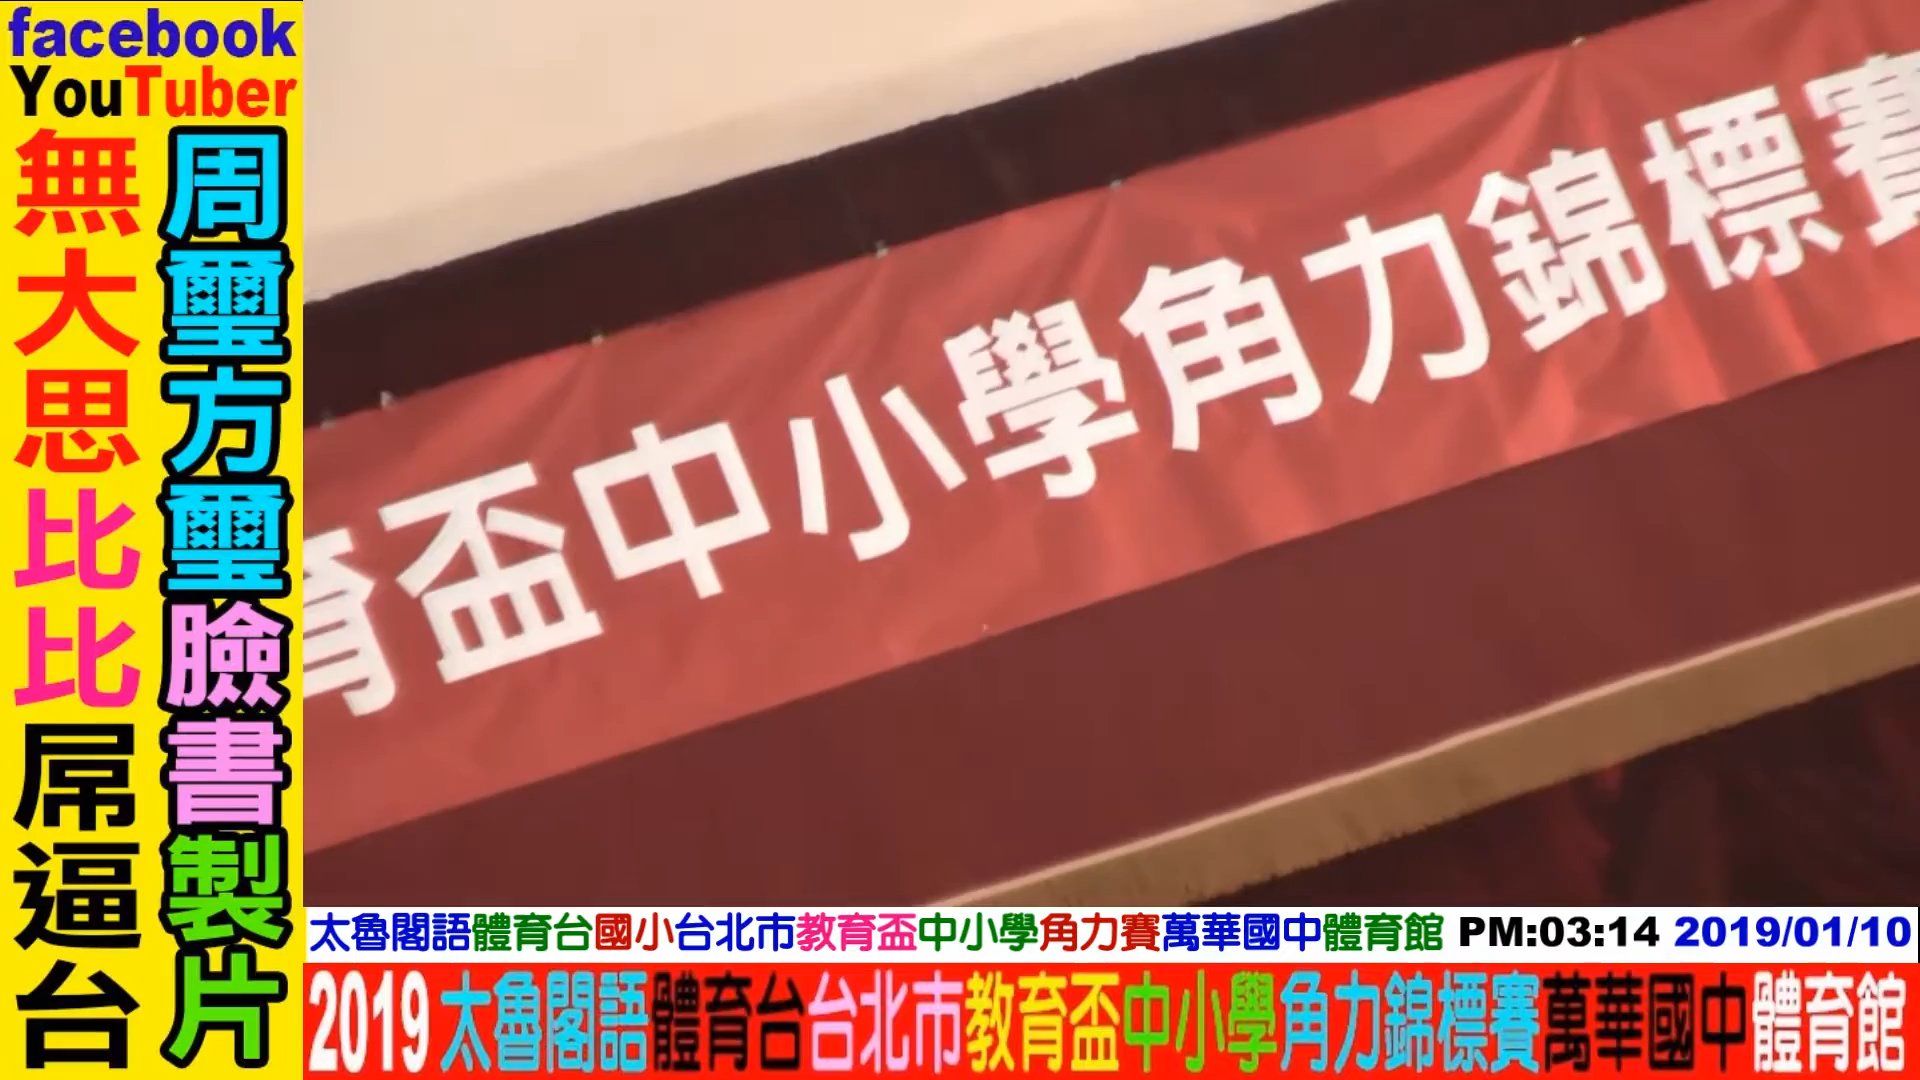 facebook
YouTuber
周璽方璽臉書製片
無大思比比屌逼台
育盃中小學角力錦標賽
太魯閣語體育台國小台北市教育盃中小學角力賽萬華國中體育館 PM:03:14 2019/01/10
2019 太魯閣語體育台台北市教育盃中小學角力錦標賽萬華國中體育館